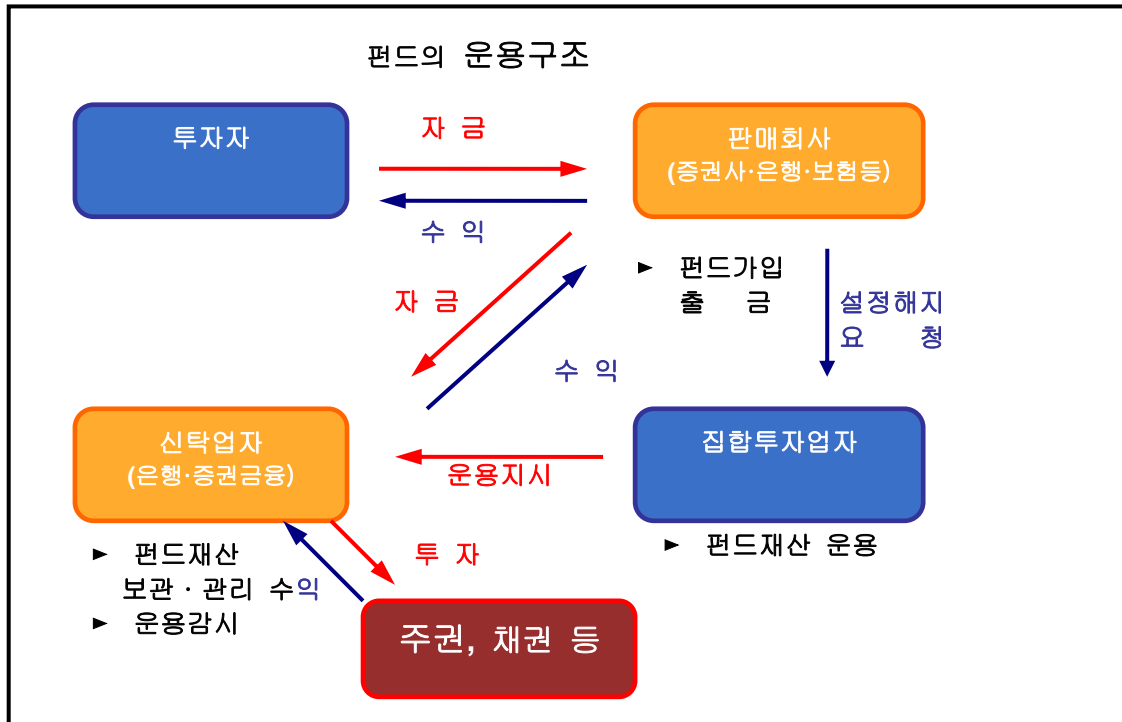 펀드의 운용구조
투자자
자 금
판매회사
(증권사·은행·보험등)
수 익
► 펀드가입
출 금
자 금
설정해지
요 청
수 익
신탁업자
(은행·증권금융)
집합투자업자
운용지시
► 펀드재산 운용
► 펀드재산
보관 · 관리 수익
► 운용감시
투 자
주권, 채권 등